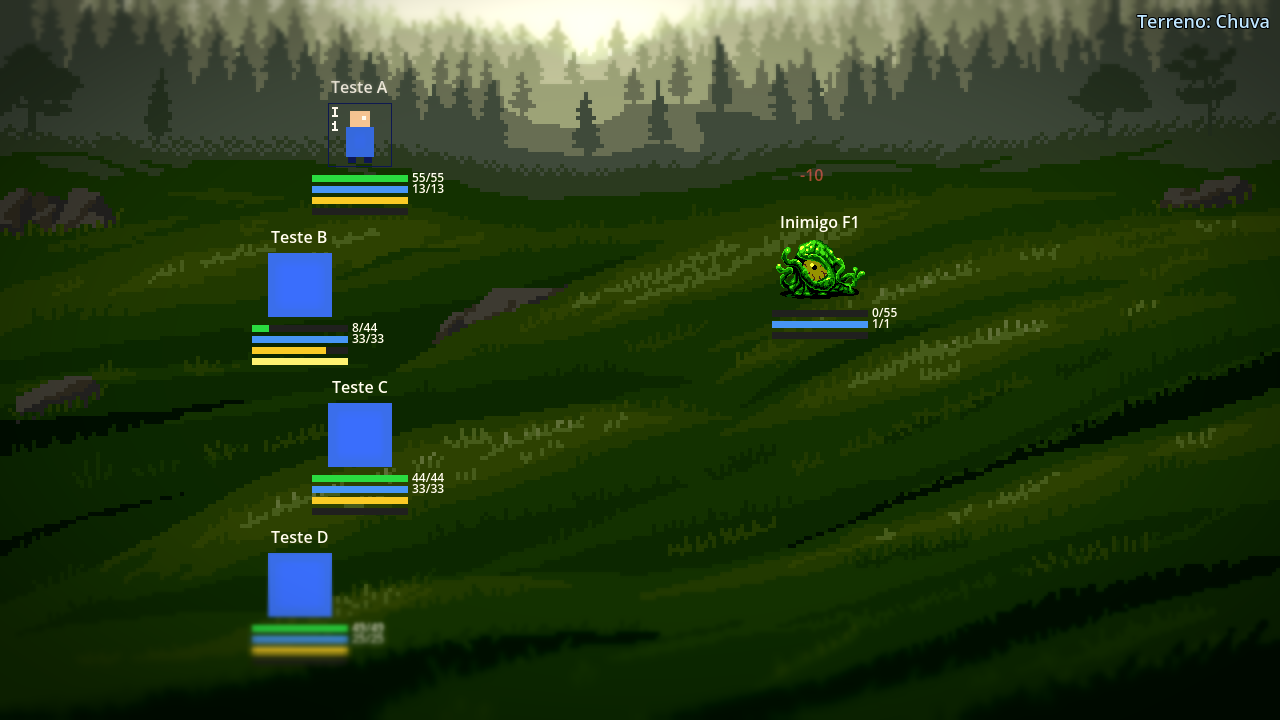 Terreno: Chuva
Teste A
I
1
55/55
13/13
-10
Inimigo F1
0/55
1/1
Teste B
8/44
33/33
Teste C
44/44
33/33
Teste D